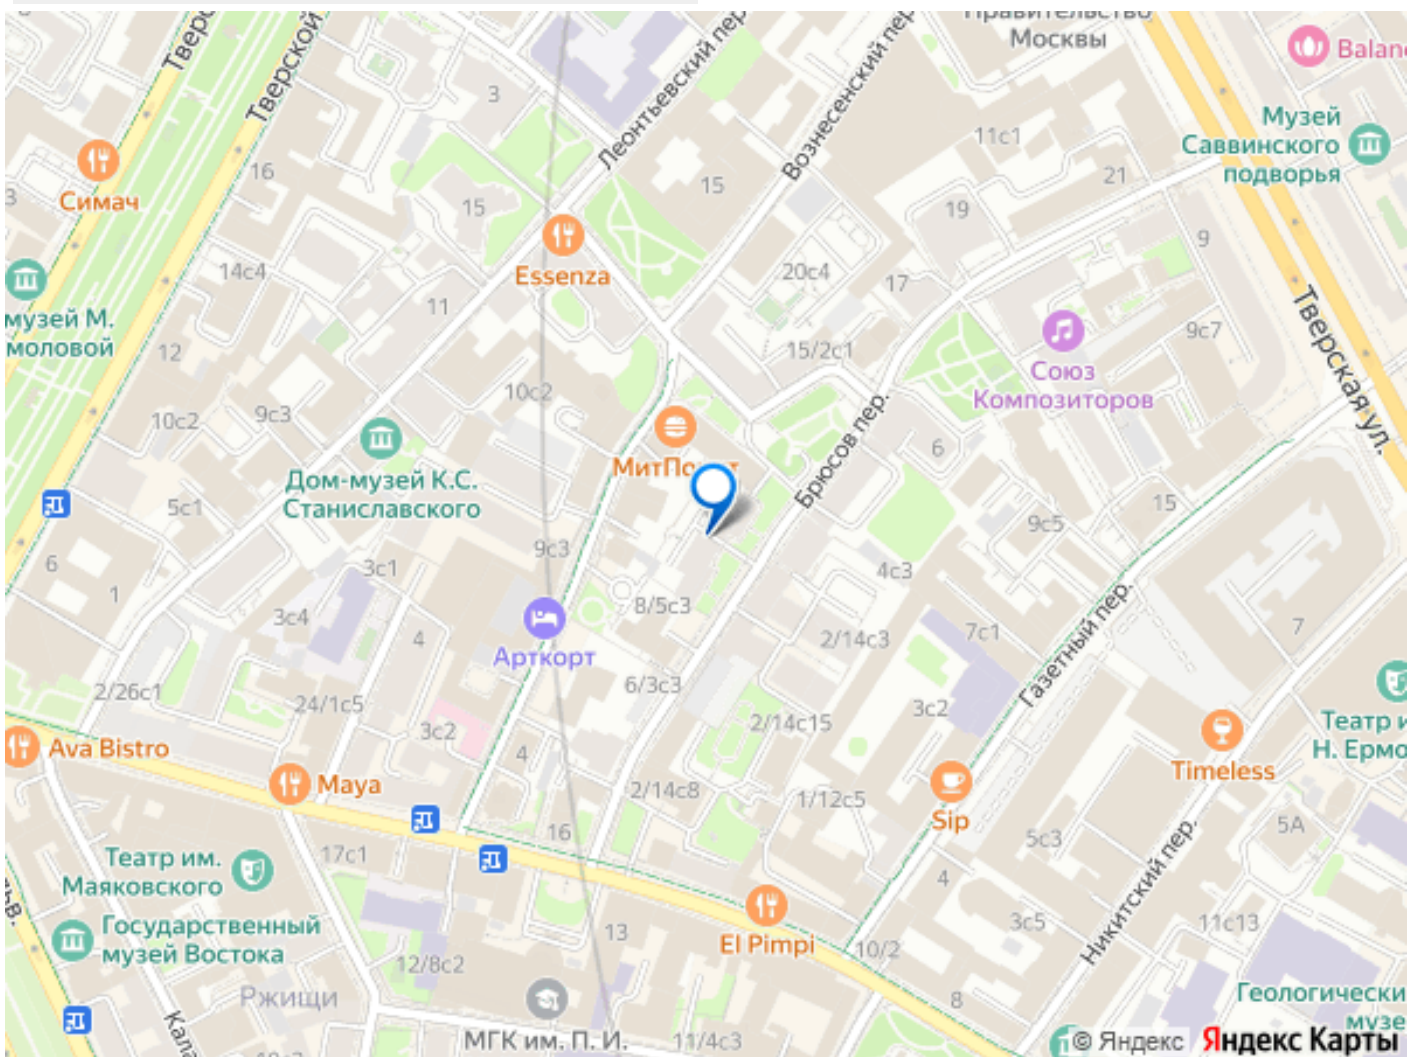 Правительство
Москвы
Balanc
Тверс
Тверской
3
Леонтьевский пер.
Вознесенский пер.
11с1
Музей
Саввинского
подворья
16
Симач
3
15
15
21
19
9
Essenza
14с4
20с4
17
11
музей М.
моловой
12
15/2с1
9с7
Тверская ул.
Союз
Композиторов
10с2
9с3
10с2
Брюсов пер.
6
МитПо
т
Дом-музей К.С.
Станиславского
5с1
15
9с5
9с3
6
1
3с1
4с3
8/5с3
3с4
4
2/14с3
7с1
7
Газетный пер.
Арткорт
6/3с3
2/26с1
24/1с5
3с2
2/14с15
3с2
Театр и
Н. Ермо
Ava Bistro
4
Maya
2/14с8
1/12с5
Timeless
Sip
16
5А
5с3
17с1
Театр им.
Маяковского
4
Никитский пер.
ьв.
Государственный
музей Востока
13
El Pimpi
10/2
3с5
11с13
12/8с2
Ржищи
8
Геологически
музе
Кала
МГК им. П. И.
11/4с3
© Яндекс
Яндекс Карты